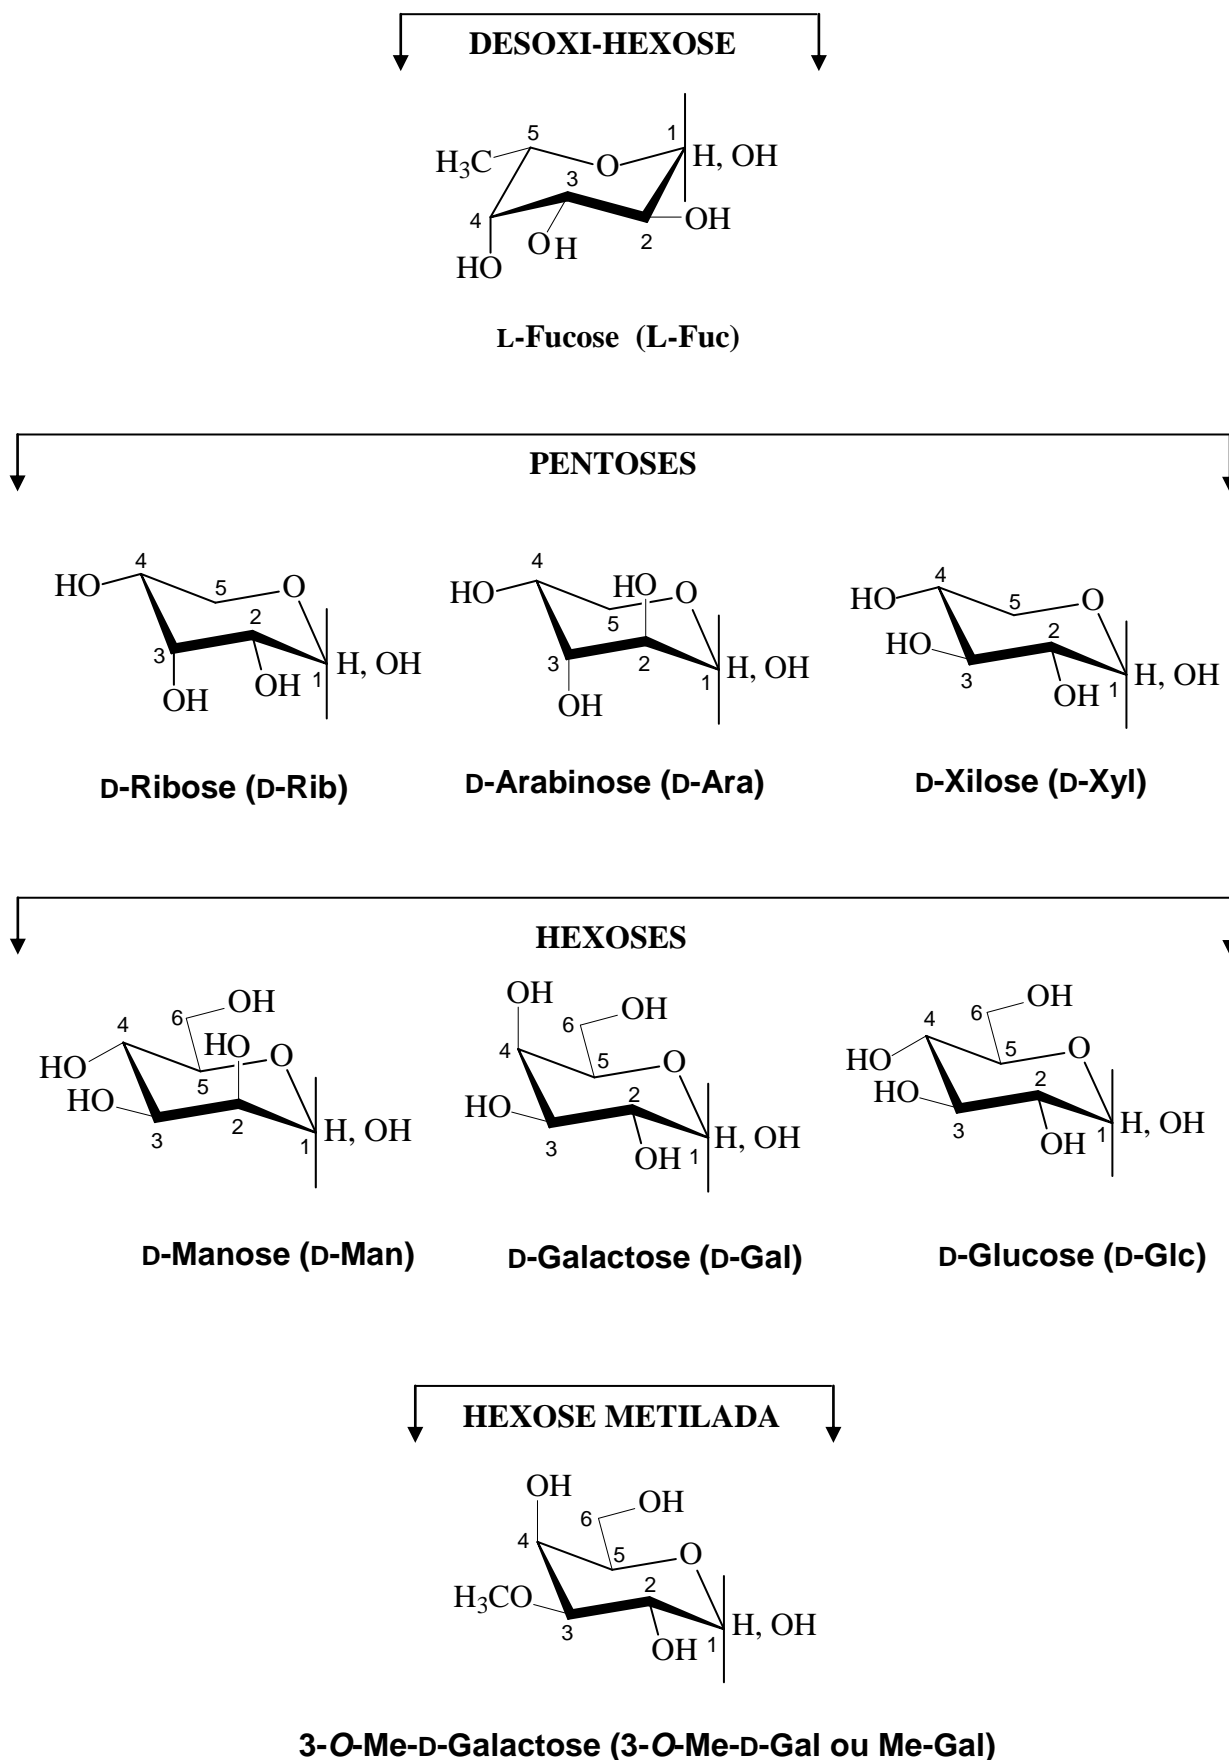 DESOXI-HEXOSE
5 1
H₃C O H, OH
3
4 OH
2
OH
HO
L-Fucose (L-Fuc)
PENTOSES
4 5 O
HO 2
3 H, OH
OH 1
OH
D-Ribose (D-Rib)
4 HO O
HO 5
3 2 H, OH
1
OH
D-Arabinose (D-Ara)
4 5 O
HO 2
HO H, OH
3 OH 1
D-Xilose (D-Xyl)
HEXOSES
OH
6
4 HO O
HO 5
HO
3 2 H, OH
1
D-Manose (D-Man)
OH OH
6
4 5 O
HO 2
3 H, OH
OH 1
D-Galactose (D-Gal)
OH
6
4 5 O
HO 2
HO H, OH
3 OH 1
D-Glucose (D-Glc)
HEXOSE METILADA
OH OH
6
4 5 O
H₃CO 2
3 H, OH
OH 1
3-O-Me-D-Galactose (3-O-Me-D-Gal ou Me-Gal)